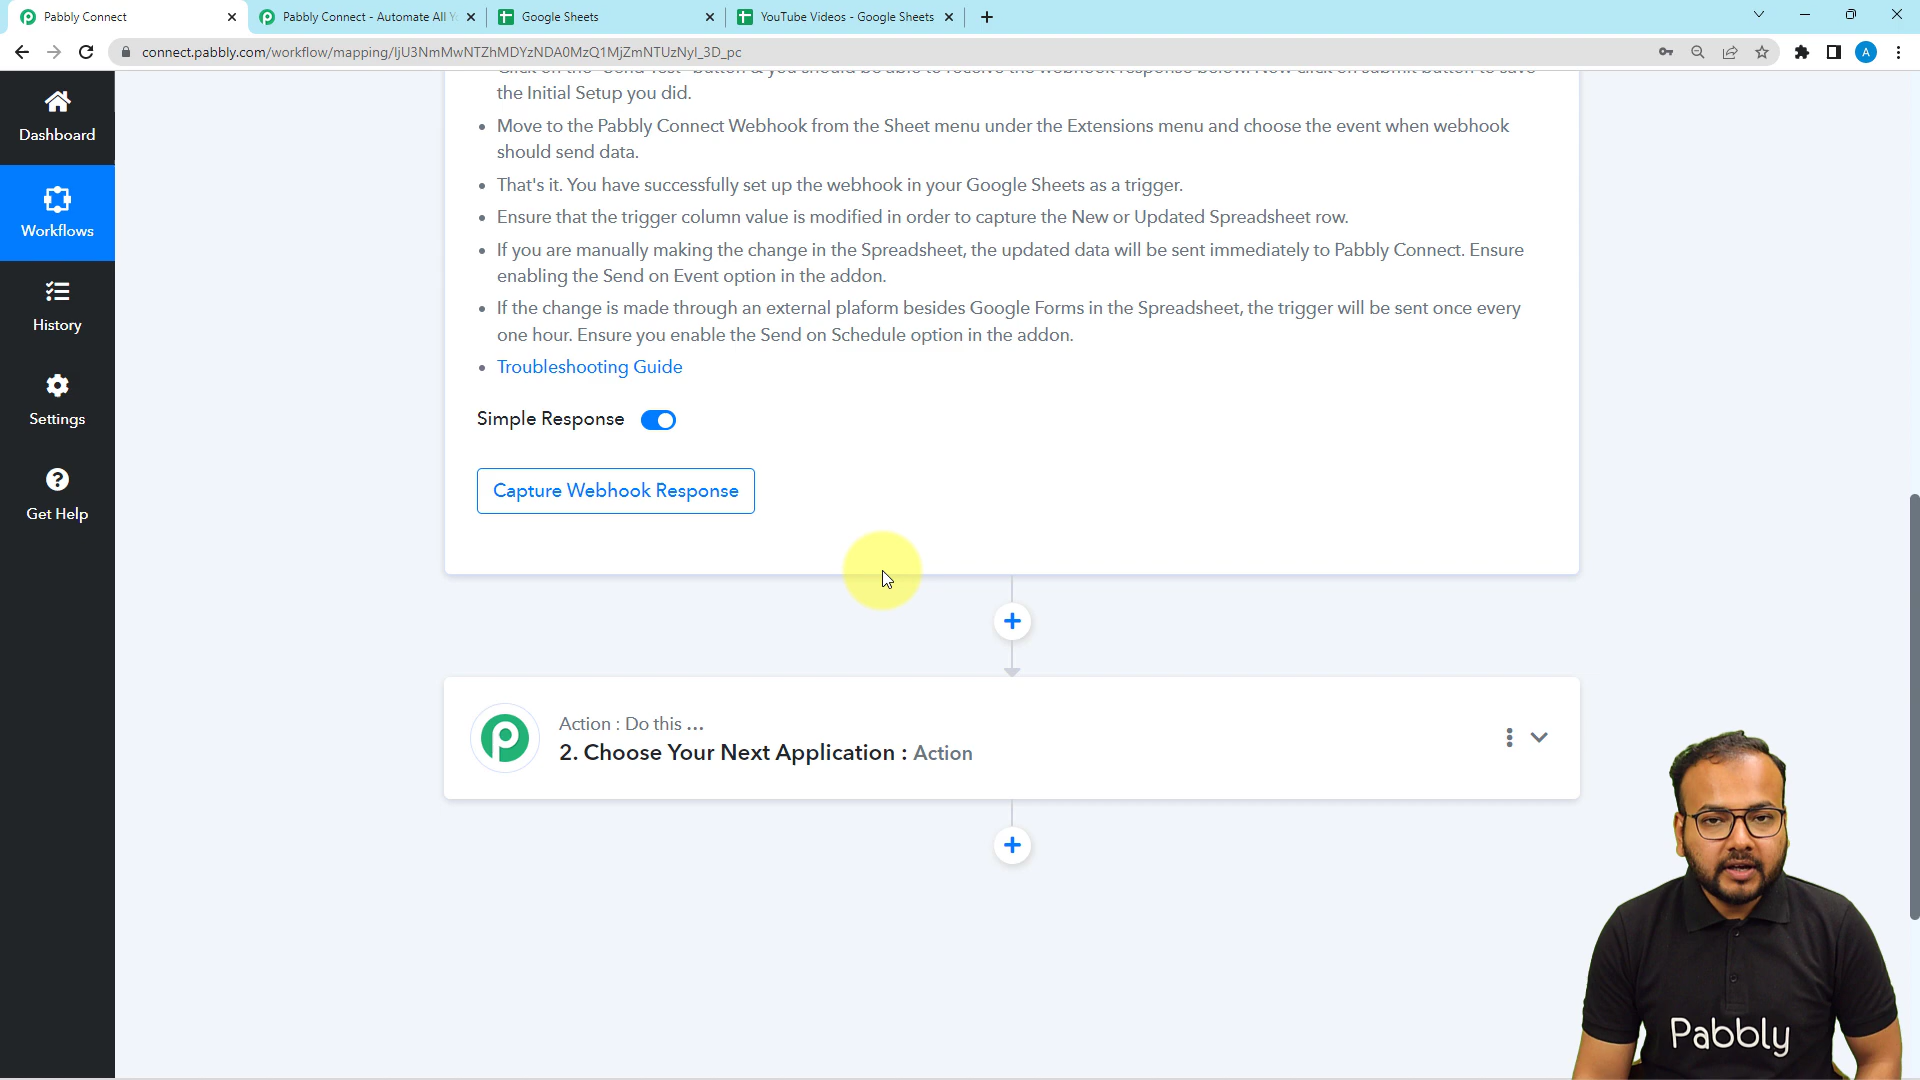 Pabbly Connect
Pabbly Connect - Automate All Y
Google Sheets
YouTube Videos - Google Sheets
connect.pabbly.com/workflow/mapping/IjU3NmMwNTZhMDYzNDA0MzQ1MjZmNTUzNyI_3D_pc
A
Dashboard
Workflows
History
Settings
Get Help
the Initial Setup you did.
Move to the Pabbly Connect Webhook from the Sheet menu under the Extensions menu and choose the event when webhook
should send data.
That's it. You have successfully set up the webhook in your Google Sheets as a trigger.
Ensure that the trigger column value is modified in order to capture the New or Updated Spreadsheet row.
If you are manually making the change in the Spreadsheet, the updated data will be sent immediately to Pabbly Connect. Ensure
enabling the Send on Event option in the addon.
If the change is made through an external plaform besides Google Forms in the Spreadsheet, the trigger will be sent once every
one hour. Ensure you enable the Send on Schedule option in the addon.
Troubleshooting Guide
Simple Response
Capture Webhook Response
Action : Do this ...
2. Choose Your Next Application : Action
Pabbly